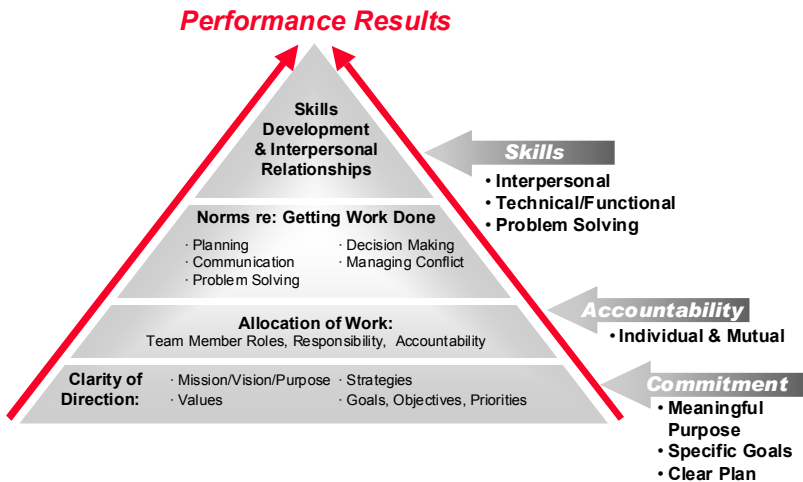 Performance Results
Skills
Development
& Interpersonal
Relationships
Skills
• Interpersonal
• Technical/Functional
• Problem Solving
Norms re: Getting Work Done
· Planning
· Communication
· Problem Solving
· Decision Making
· Managing Conflict
Accountability
• Individual & Mutual
Allocation of Work:
Team Member Roles, Responsibility, Accountability
Clarity of
Direction:
· Mission/Vision/Purpose
· Values
· Strategies
· Goals, Objectives, Priorities
Commitment
• Meaningful
Purpose
• Specific Goals
• Clear Plan